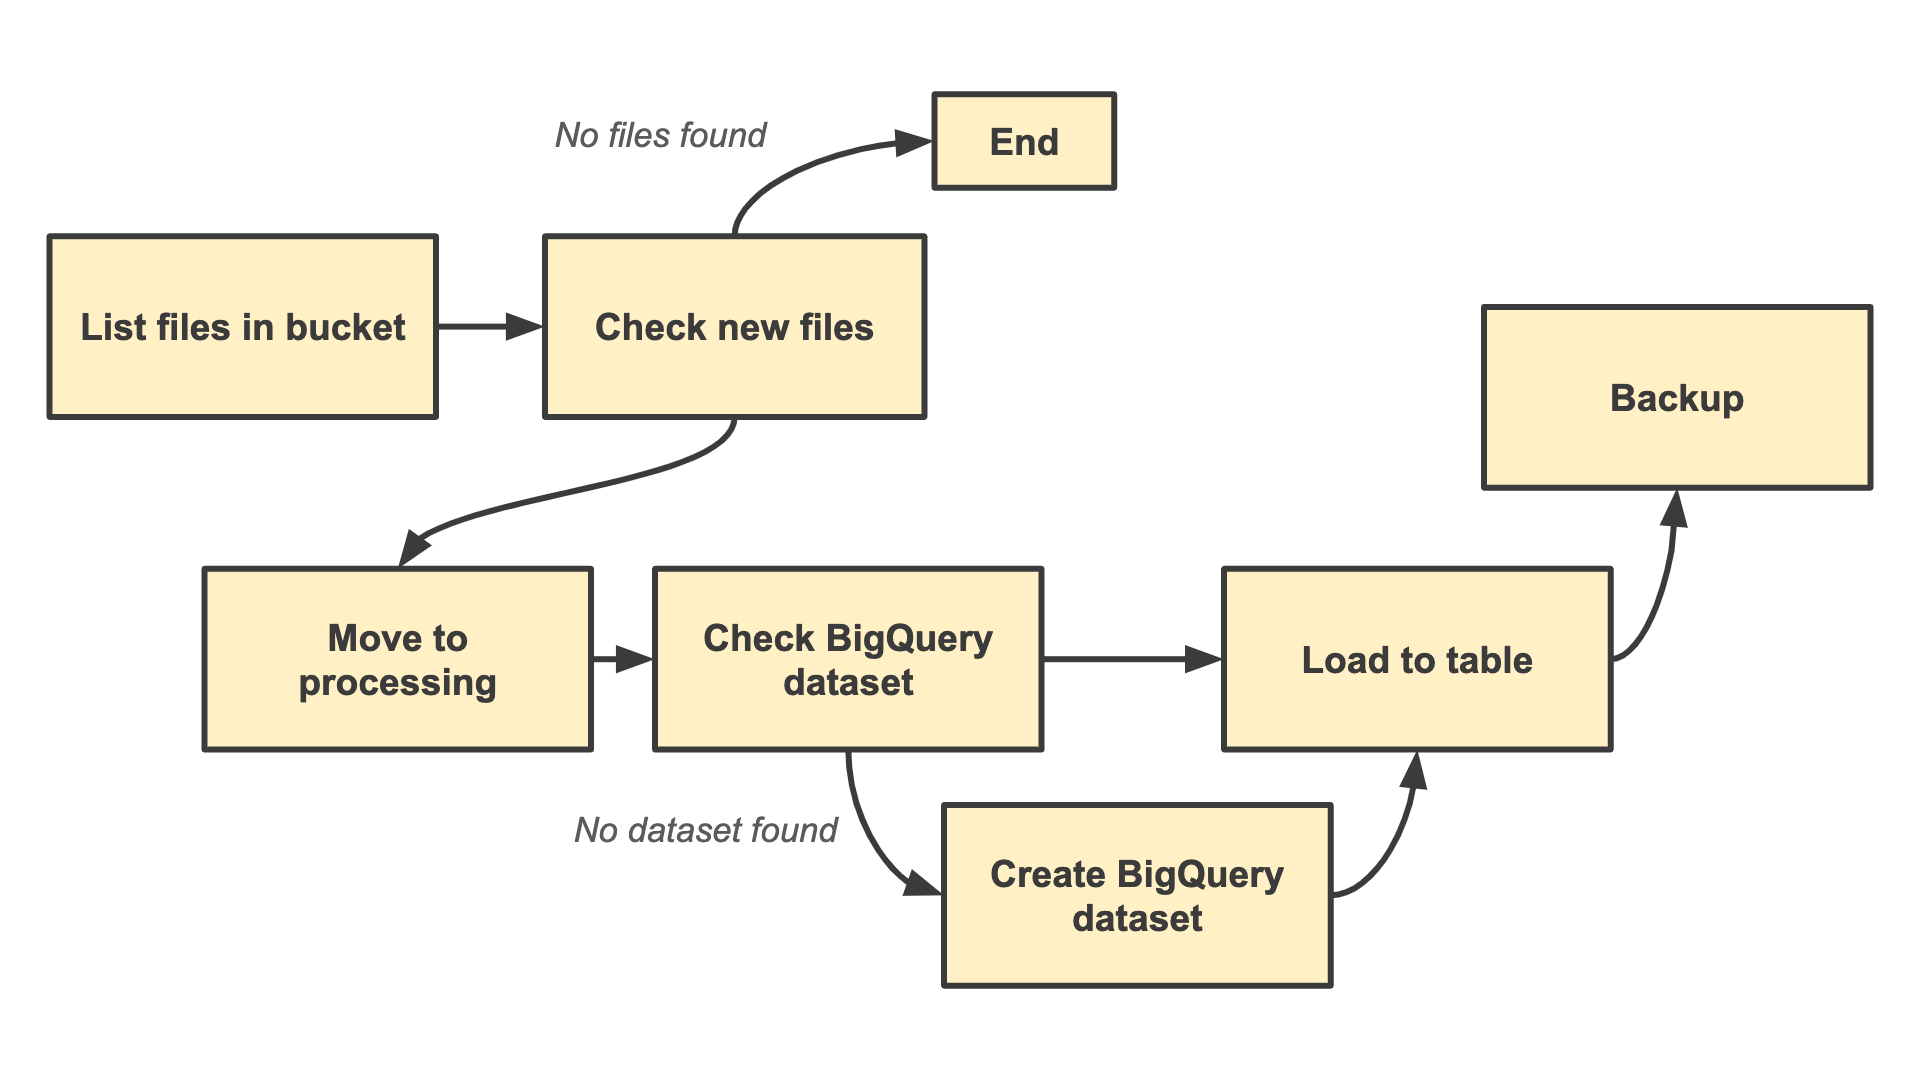 No files found
End
List files in bucket
Check new files
Backup
Move to
processing
Check BigQuery
dataset
Load to table
No dataset found
Create BigQuery
dataset